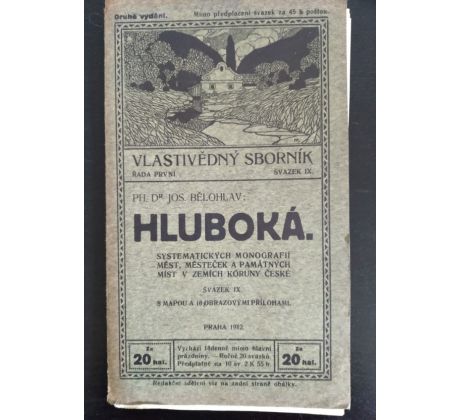 Druhé vydání. Mimo předplacení svazek za 45 h poštou.
VLASTIVĚDNÝ SBORNÍK
ŘADA PRVNÍ SVAZEK IX.
PH. DR. JOS. BĚLOHLAV:
HLUBOKÁ.
SYSTEMATICKÝCH MONOGRAFIÍ
MĚST, MĚSTEČEK A PAMÁTNÝCH
MÍST V ZEMÍCH KORUNY ČESKÉ
SVAZEK IX.
S MAPOU A 16 OBRAZOVÝMI PŘÍLOHAMI.
PRAHA 1912.
Za
20 hal.
Vychází týdenně mimo hlavní
prázdniny. — Ročně 20 svazků.
Předplatné na 10 sv. 2 K 55 h.
Za
20 hal.
Redakční sdělení viz na zadní straně obálky.